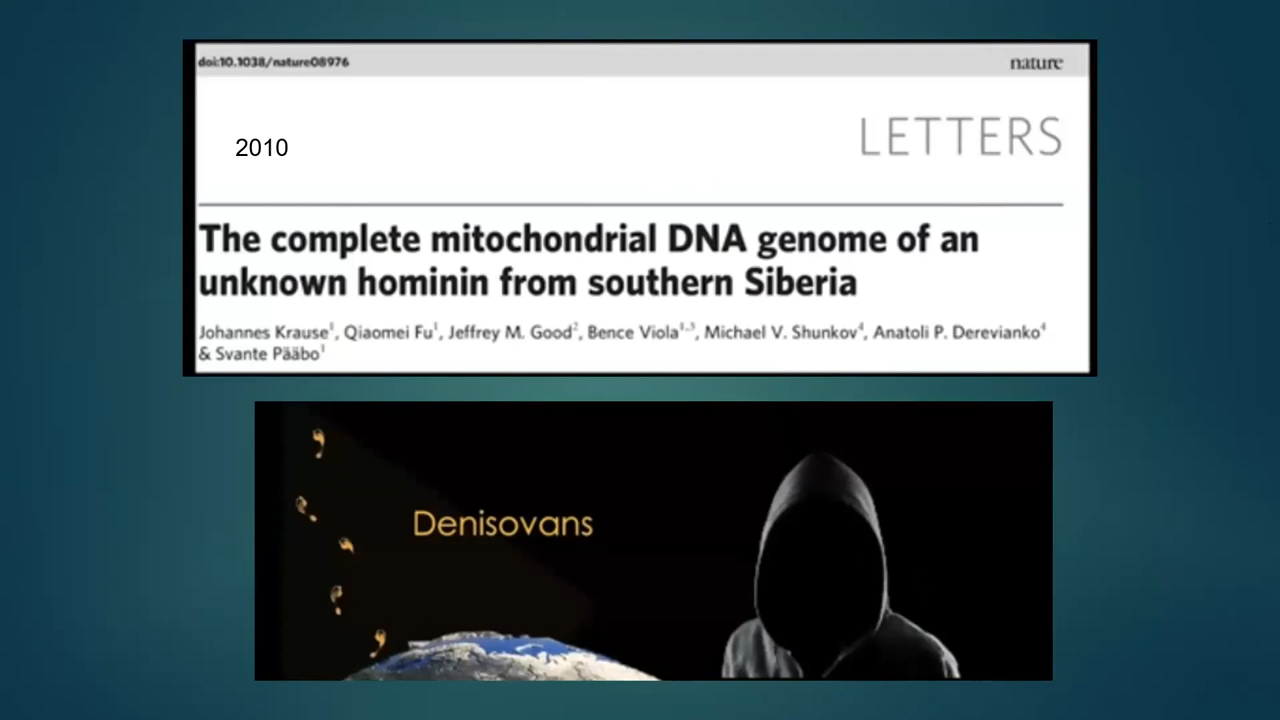 doi:10.1038/nature08976 nature
2010
LETTERS
The complete mitochondrial DNA genome of an
unknown hominin from southern Siberia
Johannes Krause¹, Qiaomei Fu¹, Jeffrey M. Good², Bence Viola¹,³, Michael V. Shunkov⁴, Anatoli P. Derevianko⁴
& Svante Pääbo¹
Denisovans